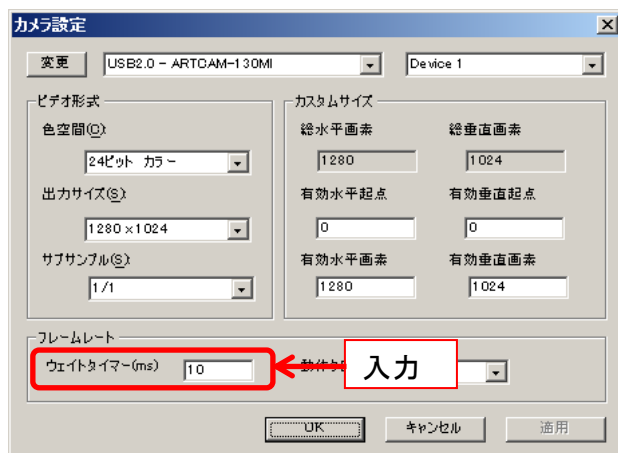 カメラ設定
変更 USB2.0 - ARTCAM-130MI Device 1
ビデオ形式
色空間(O):
24ビット カラー
出力サイズ(S):
1280×1024
サブサンプル(S):
1/1
カスタムサイズ
総水平画素 総垂直画素
1280 1024
有効水平起点 有効垂直起点
0 0
有効水平画素 有効垂直画素
1280 1024
フレームレート
ウェイトタイマー(ms) 10 入力
OK キャンセル 適用